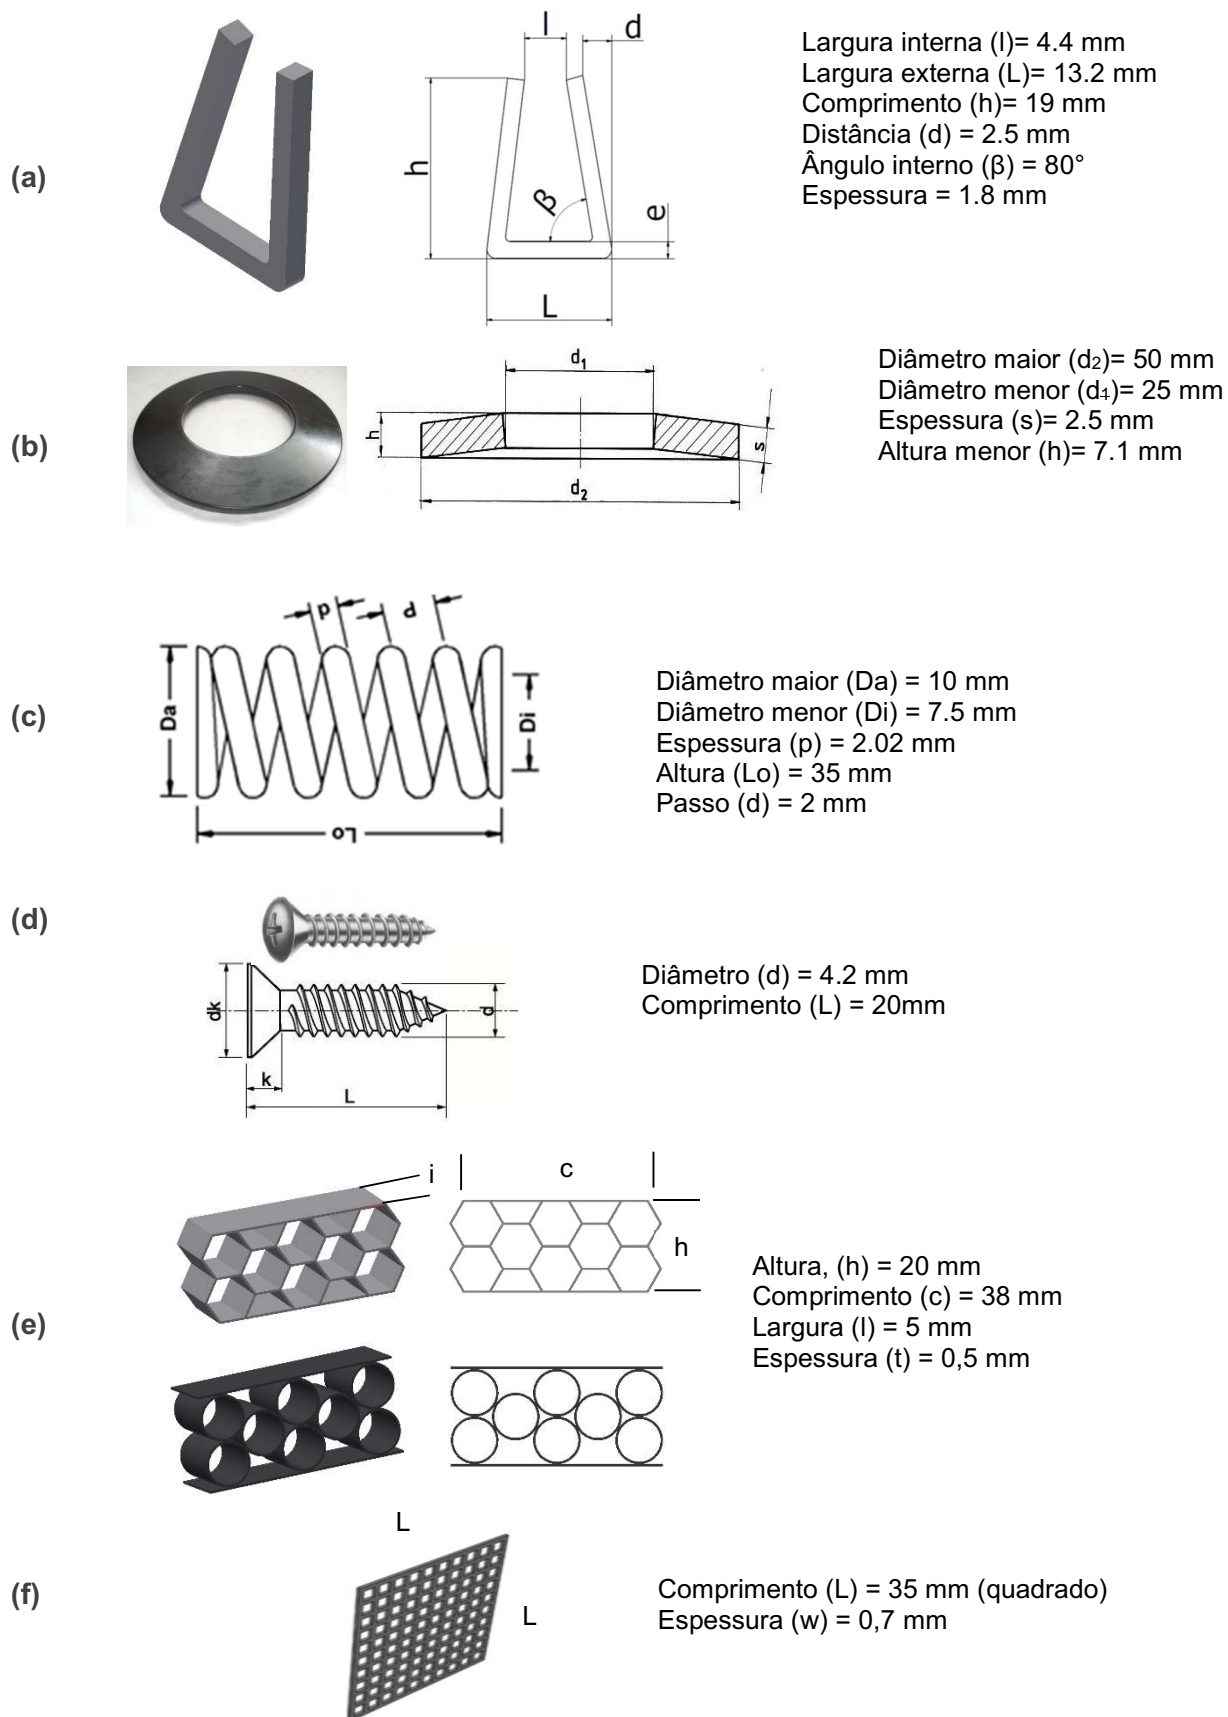 (a)
l
d
h
β
e
L
Largura interna (l)= 4.4 mm
Largura externa (L)= 13.2 mm
Comprimento (h)= 19 mm
Distância (d) = 2.5 mm
Ângulo interno (β) = 80°
Espessura = 1.8 mm
(b)
d₁
h
s
d₂
Diâmetro maior (d₂)= 50 mm
Diâmetro menor (d₁)= 25 mm
Espessura (s)= 2.5 mm
Altura menor (h)= 7.1 mm
(c)
p
d
Da
Di
Lo
Diâmetro maior (Da) = 10 mm
Diâmetro menor (Di) = 7.5 mm
Espessura (p) = 2.02 mm
Altura (Lo) = 35 mm
Passo (d) = 2 mm
(d)
dk
d
k
L
Diâmetro (d) = 4.2 mm
Comprimento (L) = 20mm
(e)
i
c
h
Altura, (h) = 20 mm
Comprimento (c) = 38 mm
Largura (l) = 5 mm
Espessura (t) = 0,5 mm
(f)
L
L
Comprimento (L) = 35 mm (quadrado)
Espessura (w) = 0,7 mm